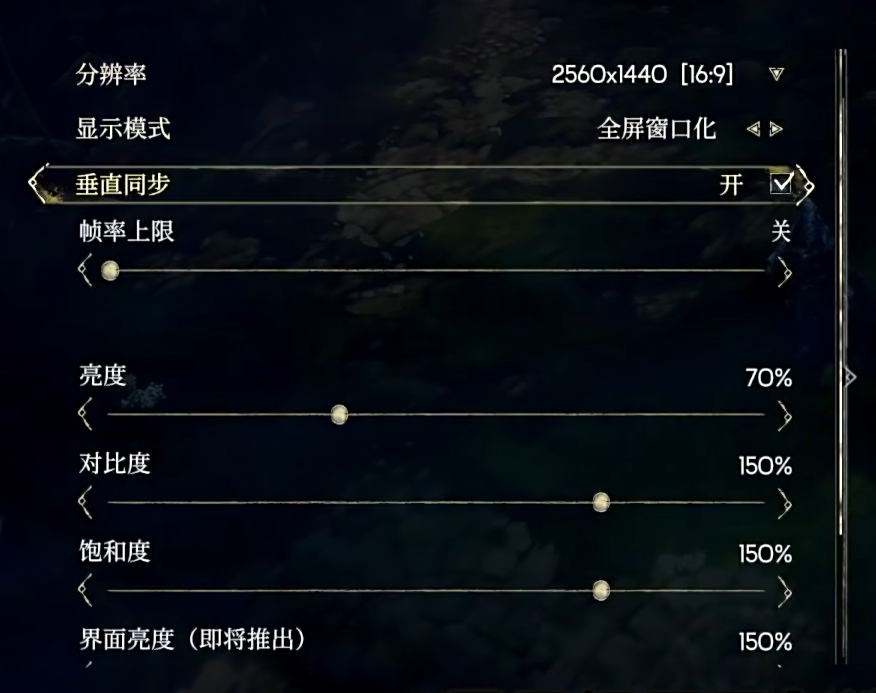 分辨率 2560x1440 [16:9]
显示模式 全屏窗口化
垂直同步 开
帧率上限 关
亮度 70%
对比度 150%
饱和度 150%
界面亮度（即将推出） 150%